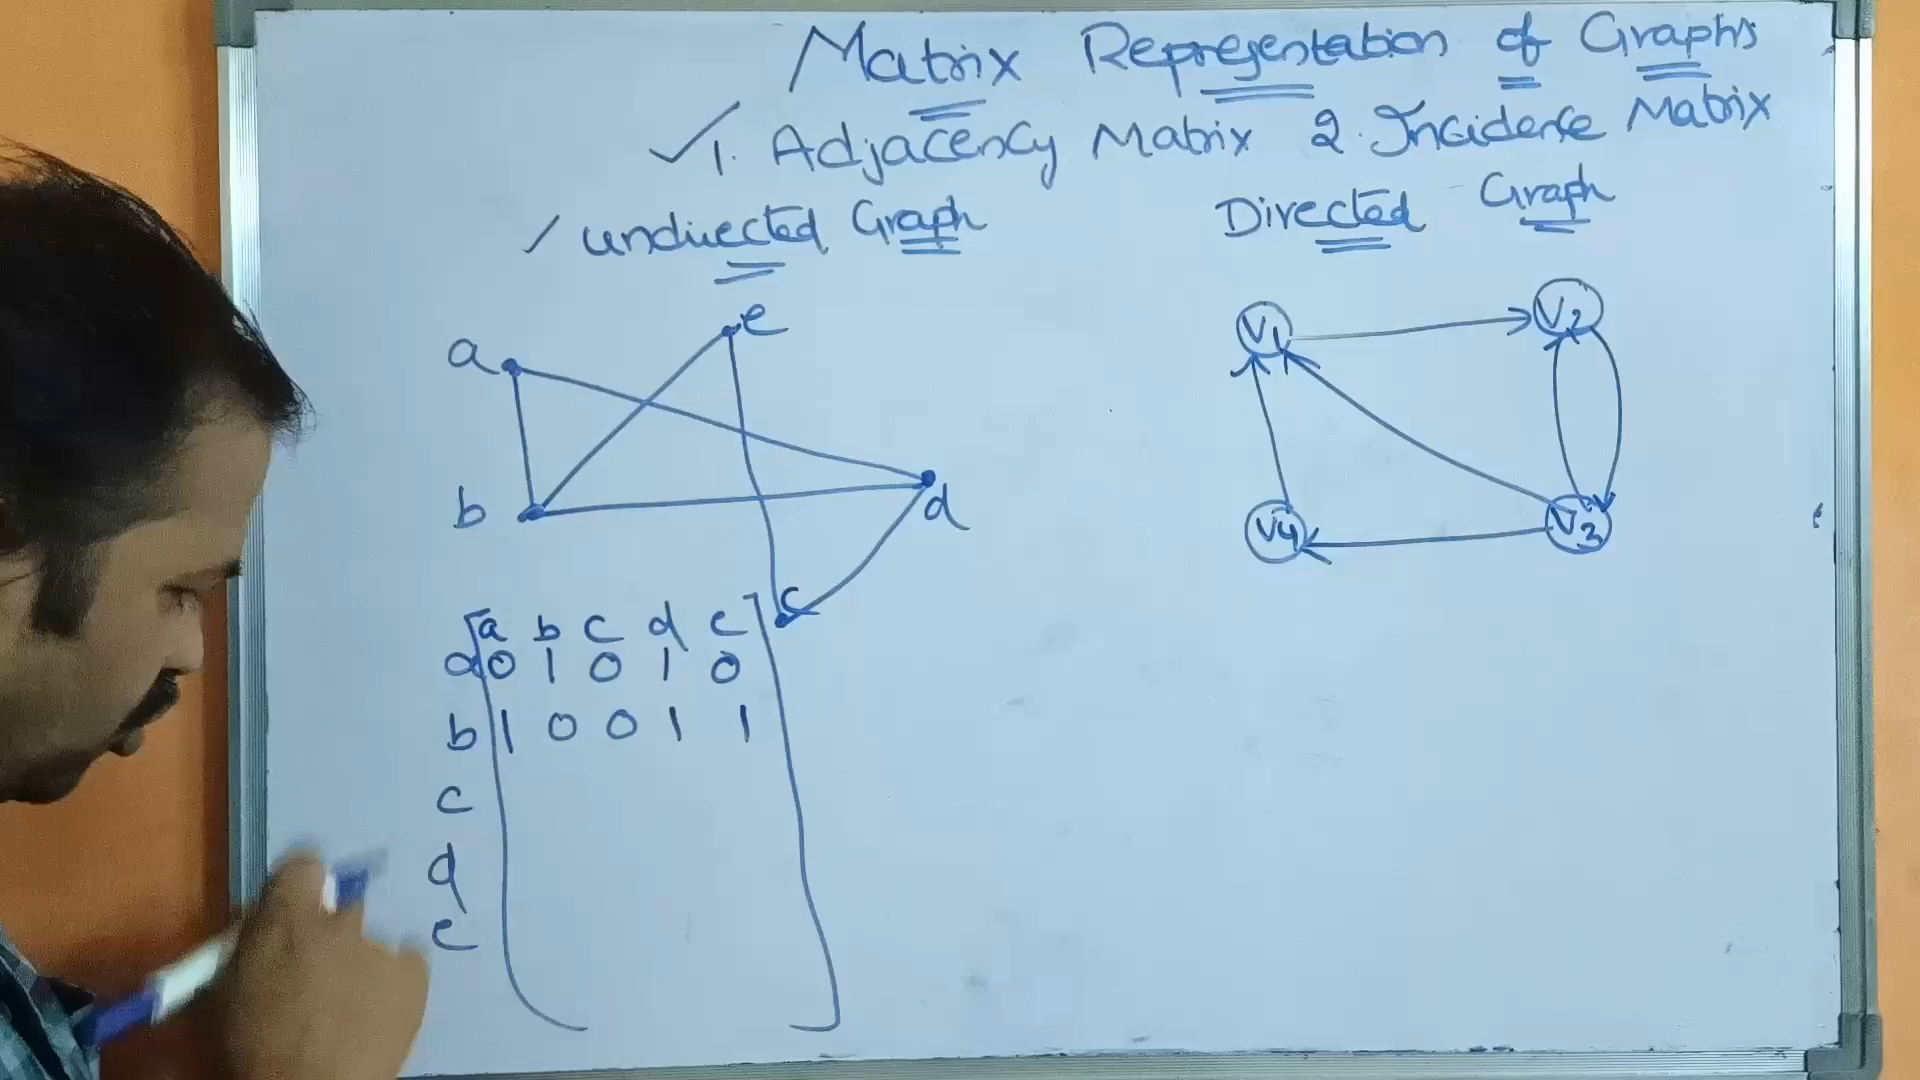 Matrix Representation of Graphs
✓ 1. Adjacency Matrix 2. Incidence Matrix
✓ undirected Graph
Directed Graph
a e
b d
c
V1 V2
V4 V3
a b c d e
a 0 1 0 1 0
b 1 0 0 1 1
c
d
e